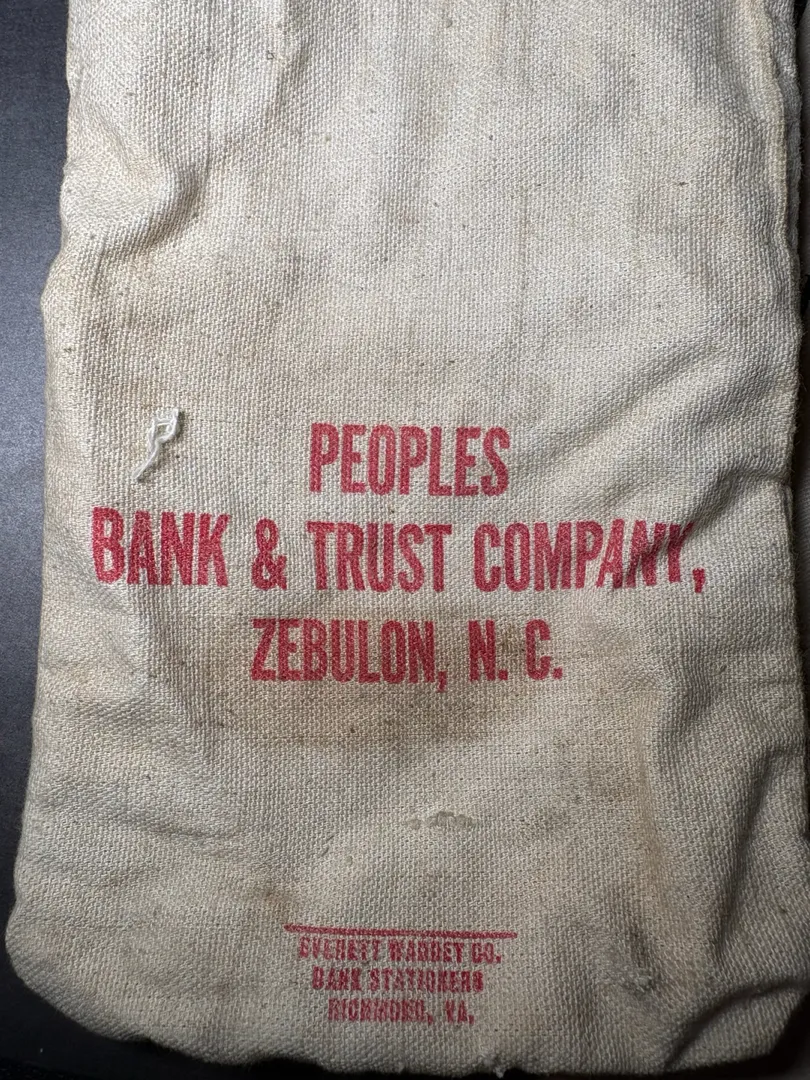 PEOPLES
BANK & TRUST COMPANY,
ZEBULON, N. C.
EVERETT WADDEY CO.
BANK STATIONERS
RICHMOND, VA.